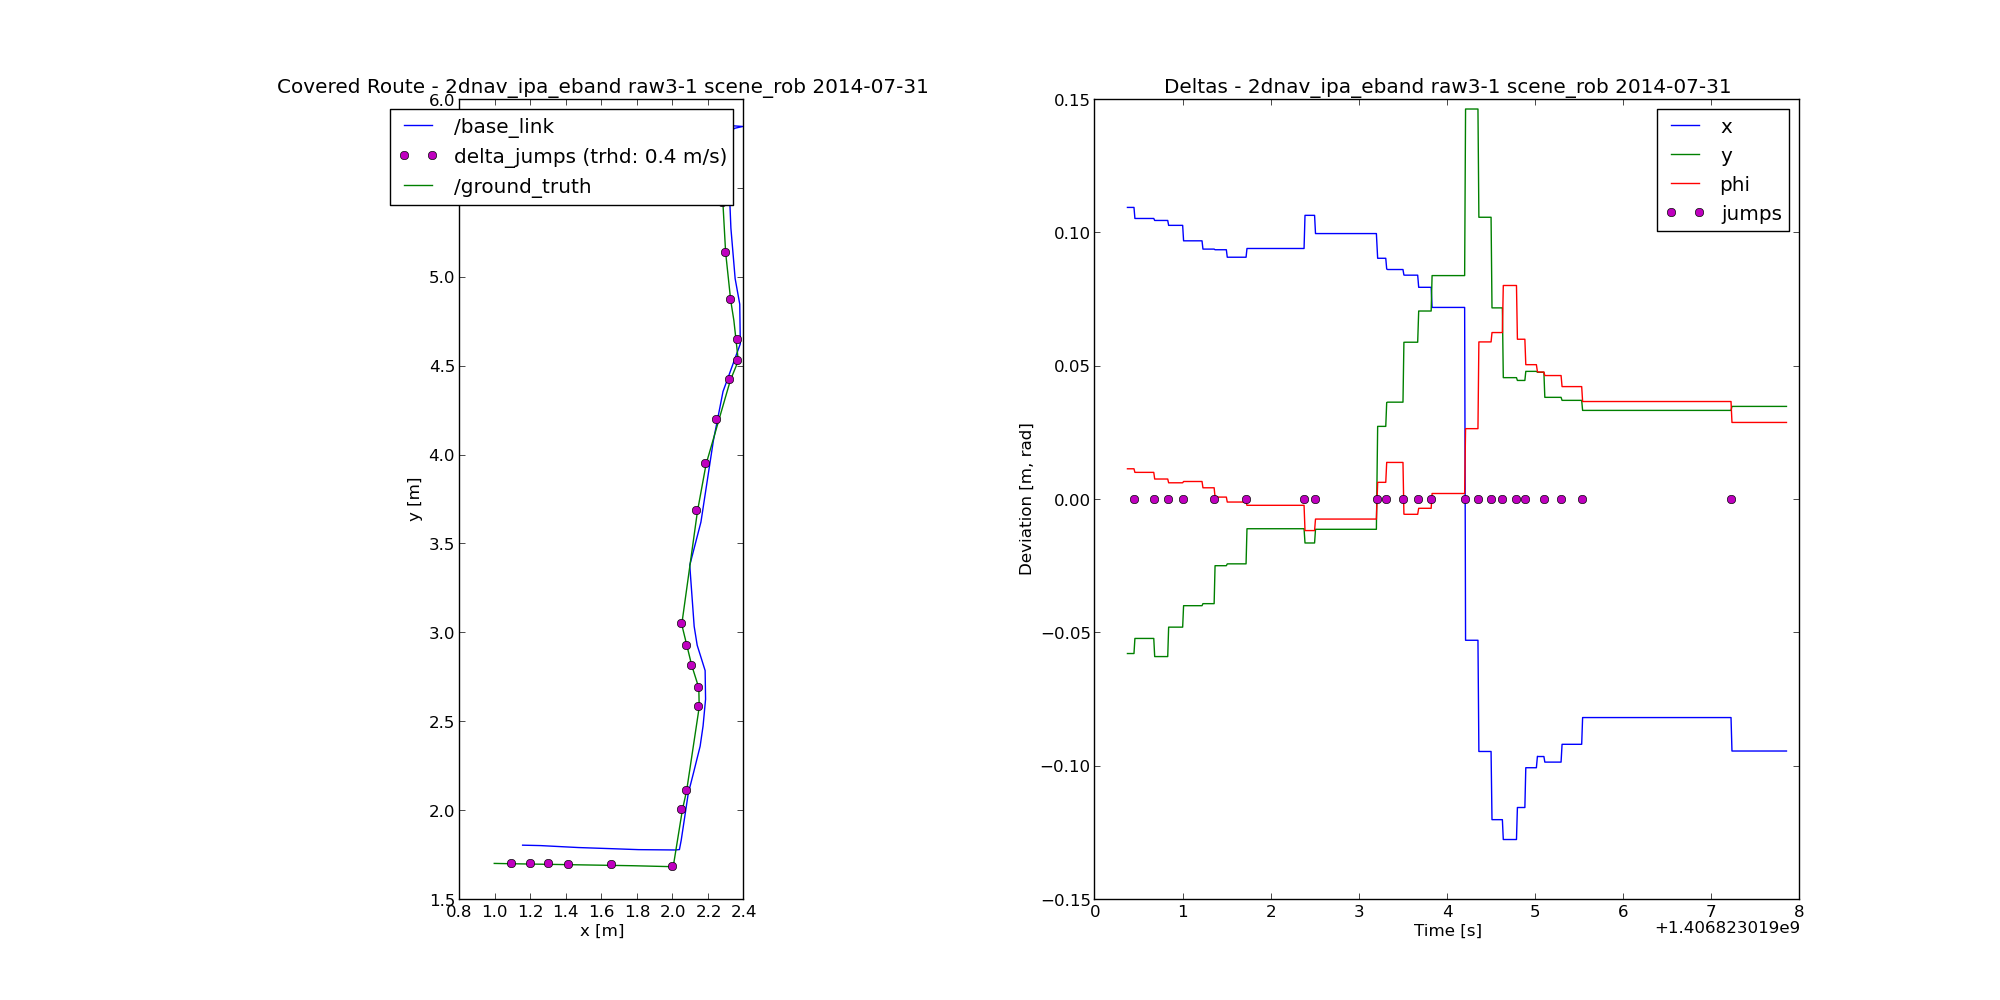 Covered Route - 2dnav_ipa_eband raw3-1 scene_rob 2014-07-31
6.0
/base_link
delta_jumps (trhd: 0.4 m/s)
/ground_truth
5.0
4.5
4.0
3.5
3.0
2.5
2.0
1.5
y [m]
0.8 1.0 1.2 1.4 1.6 1.8 2.0 2.2 2.4
x [m]
Deltas - 2dnav_ipa_eband raw3-1 scene_rob 2014-07-31
0.15
x
y
phi
jumps
0.10
0.05
0.00
−0.05
−0.10
−0.15
Deviation [m, rad]
0 1 2 3 4 5 6 7 8
Time [s]
+1.406823019e9